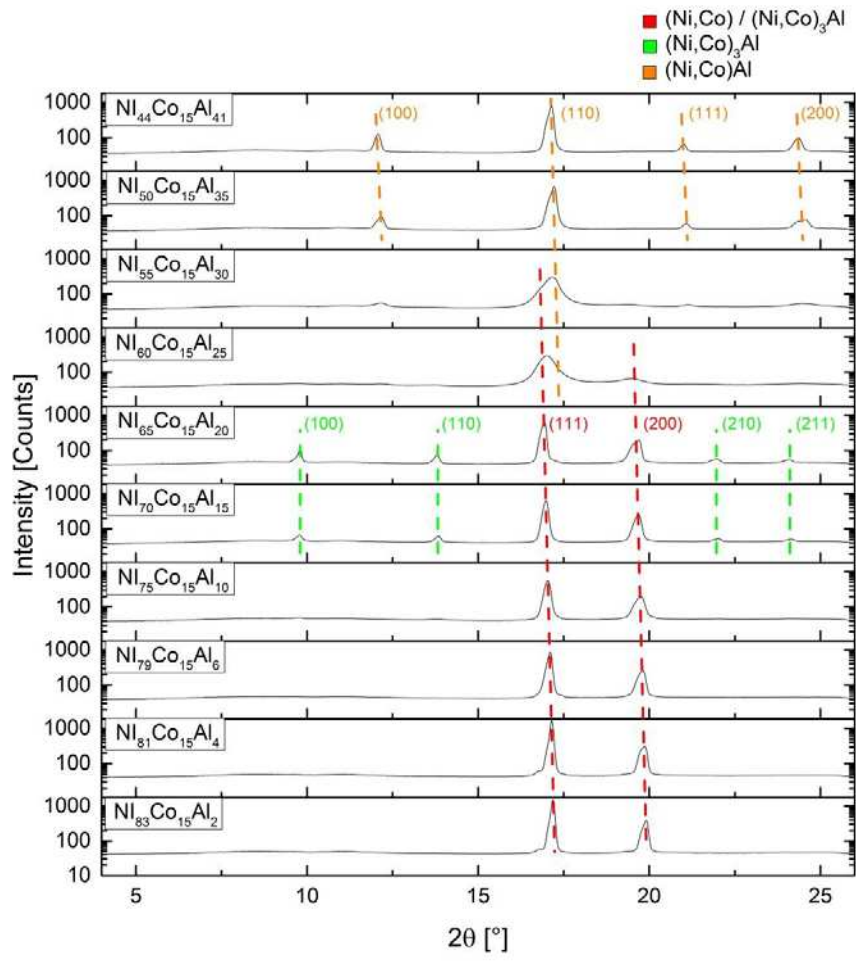 (Ni,Co) / (Ni,Co)₃Al
(Ni,Co)₃Al
(Ni,Co)Al
1000
100
NI₄₄Co₁₅Al₄₁
(100)
(110)
(111)
(200)
1000
100
NI₅₀Co₁₅Al₃₅
1000
100
NI₅₅Co₁₅Al₃₀
1000
100
NI₆₀Co₁₅Al₂₅
1000
100
NI₆₅Co₁₅Al₂₀
(100)
(110)
(111)
(200)
(210)
(211)
1000
100
NI₇₀Co₁₅Al₁₅
1000
100
NI₇₅Co₁₅Al₁₀
1000
100
NI₇₉Co₁₅Al₆
1000
100
NI₈₁Co₁₅Al₄
1000
100
10
NI₈₃Co₁₅Al₂
Intensity [Counts]
5 10 15 20 25
2θ [°]